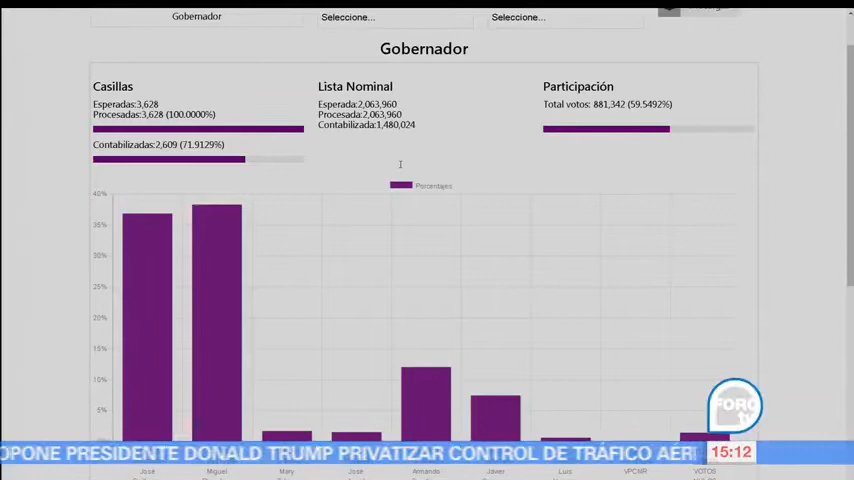 Gobernador
Seleccione...
Seleccione...
Gobernador
Casillas
Esperadas:3,628
Procesadas:3,628 (100.0000%)
Contabilizadas:2,609 (71.9129%)
Lista Nominal
Esperada:2,063,960
Procesada:2,063,960
Contabilizada:1,480,024
Participación
Total votos: 881,342 (59.5492%)
Porcentajes
40%
35%
30%
25%
20%
15%
10%
5%
FORO
tv
OPONE PRESIDENTE DONALD TRUMP PRIVATIZAR CONTROL DE TRÁFICO AÉR
15:12
José
Miguel
Mary
José
Armando
Javier
Luis
VPCNR
VOTOS